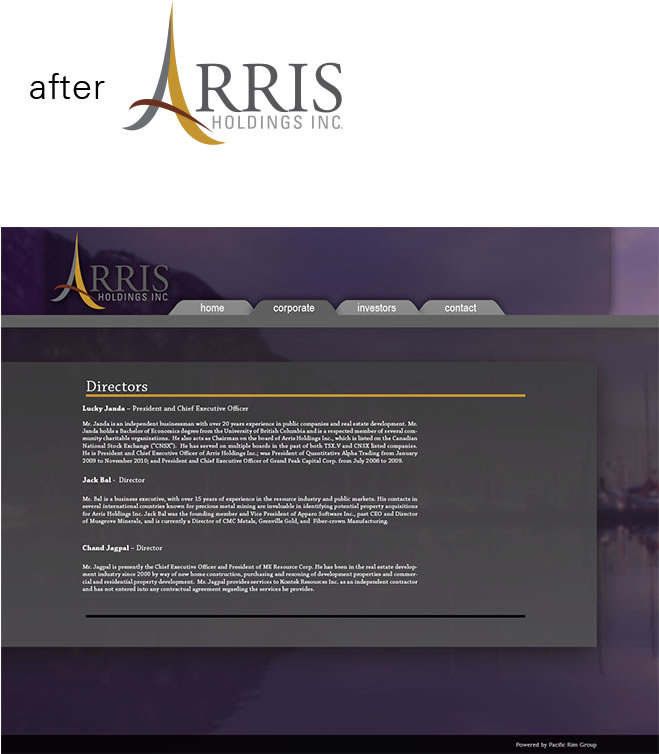 after
ARRIS
HOLDINGS INC.
ARRIS
HOLDINGS INC
home corporate investors contact
Directors
Lucky Janda – President and Chief Executive Officer
Mr. Janda is an independent businessman with over 20 years experience in public companies and real estate development. Mr.
Janda holds a Bachelor of Economics degree from the University of British Columbia and is a respected member of several com-
munity charitable organizations. He also acts as Chairman on the board of Arris Holdings Inc., which is listed on the Canadian
National Stock Exchange ("CNSX"). He has served on multiple boards in the past of both TSX.V and CNSX listed companies.
He is President and Chief Executive Officer of Arris Holdings Inc.; was President of Quantitative Alpha Trading from January
2009 to November 2010; and President and Chief Executive Officer of Grand Peak Capital Corp. from July 2006 to 2009.
Jack Bal - Director
Mr. Bal is a business executive, with over 15 years of experience in the resource industry and public markets. His contacts in
several international countries known for precious metal mining are invaluable in identifying potential property acquisitions
for Arris Holdings Inc. Jack Bal was the founding member and Vice President of Apparo Software Inc., past CEO and Director
of Musgrove Minerals, and is currently a Director of CMC Metals, Grenville Gold, and Fiber-crown Manufacturing.
Chand Jagpal – Director
Mr. Jagpal is presently the Chief Executive Officer and President of ME Resource Corp. He has been in the real estate develop-
ment industry since 2000 by way of new home construction, purchasing and renoning of development properties and commer-
cial and residential property development. Mr. Jagpal provides services to Kontek Resources Inc. as an independent contractor
and has not entered into any contractual agreement regarding the services he provides.
Powered by Pacific Rim Group